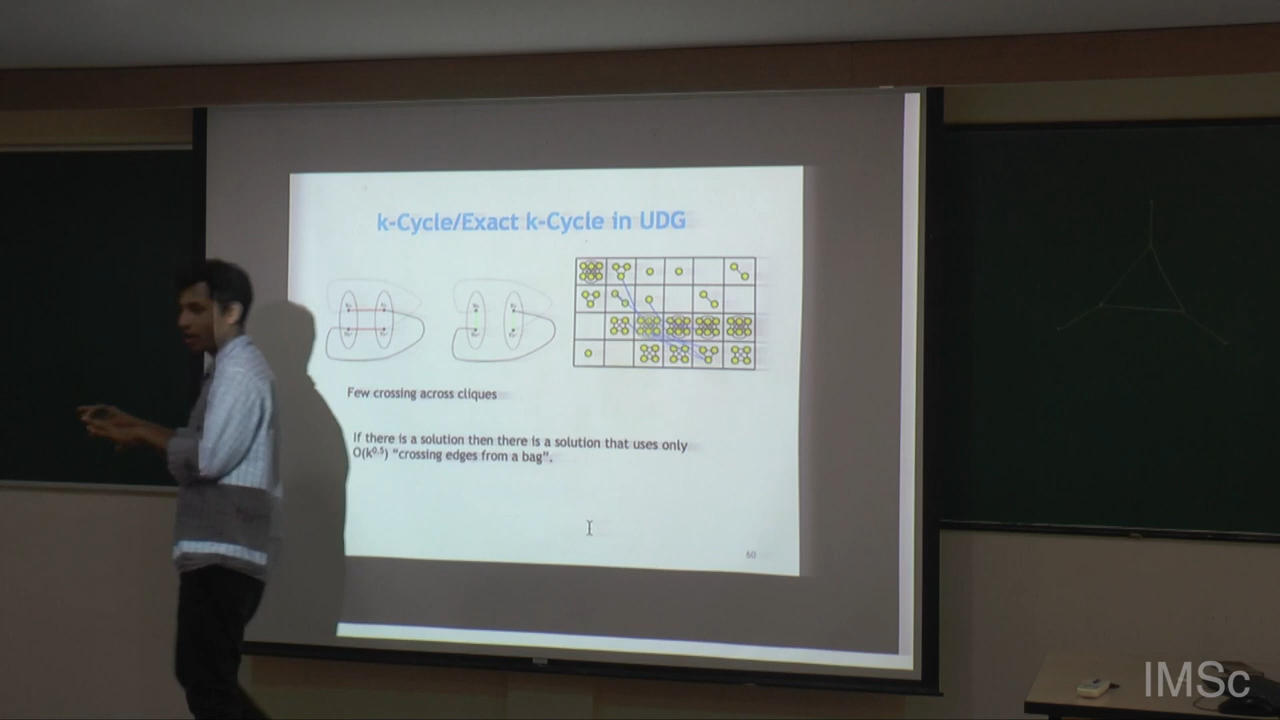 k-Cycle/Exact k-Cycle in UDG
Few crossing across cliques
If there is a solution then there is a solution that uses only
O(k^0.5) "crossing edges from a bag".
60
IMSc